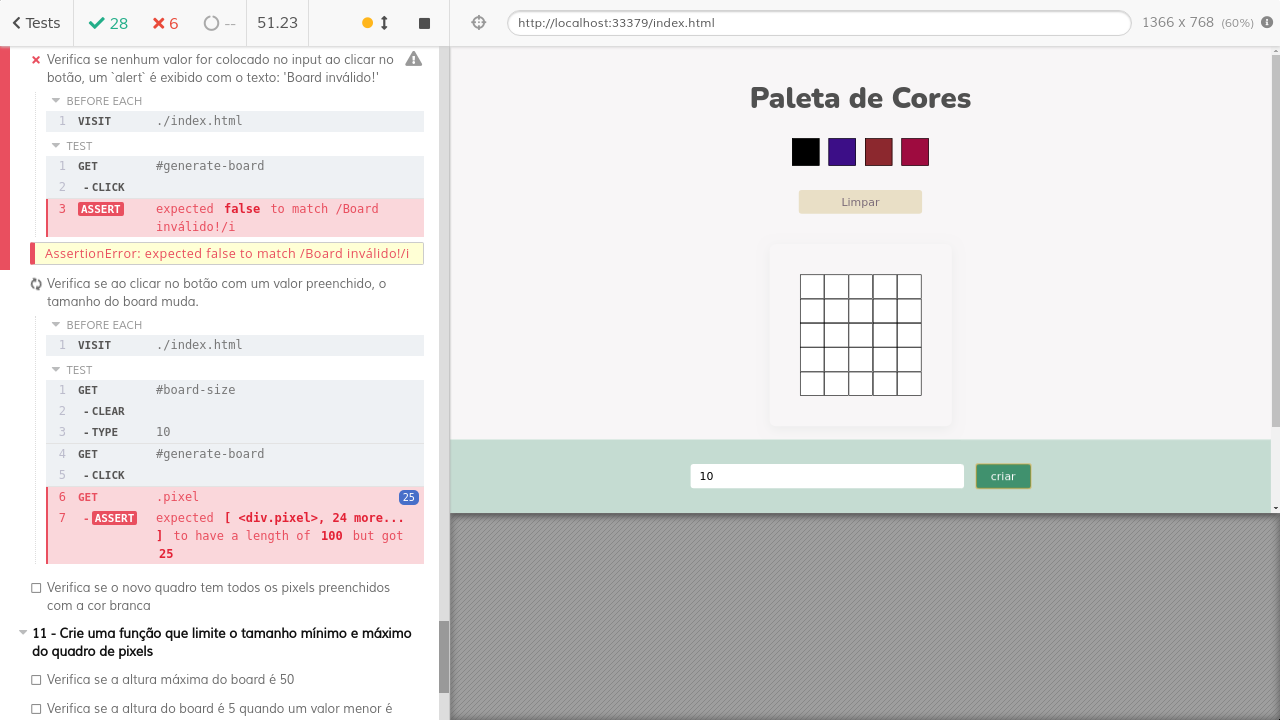 Tests
28
6
--
51.23
http://localhost:33379/index.html
1366 x 768 (60%)
Verifica se nenhum valor for colocado no input ao clicar no
botão, um `alert` é exibido com o texto: 'Board inválido!'
BEFORE EACH
1 VISIT ./index.html
TEST
1 GET #generate-board
2 - CLICK
3 ASSERT expected false to match /Board
inválido!/i
AssertionError: expected false to match /Board inválido!/i
Verifica se ao clicar no botão com um valor preenchido, o
tamanho do board muda.
BEFORE EACH
1 VISIT ./index.html
TEST
1 GET #board-size
2 - CLEAR
3 - TYPE 10
4 GET #generate-board
5 - CLICK
6 GET .pixel 25
7 - ASSERT expected [ <div.pixel>, 24 more...
] to have a length of 100 but got
25
Verifica se o novo quadro tem todos os pixels preenchidos
com a cor branca
11 - Crie uma função que limite o tamanho mínimo e máximo
do quadro de pixels
Verifica se a altura máxima do board é 50
Verifica se a altura do board é 5 quando um valor menor é
Paleta de Cores
Limpar
10
criar